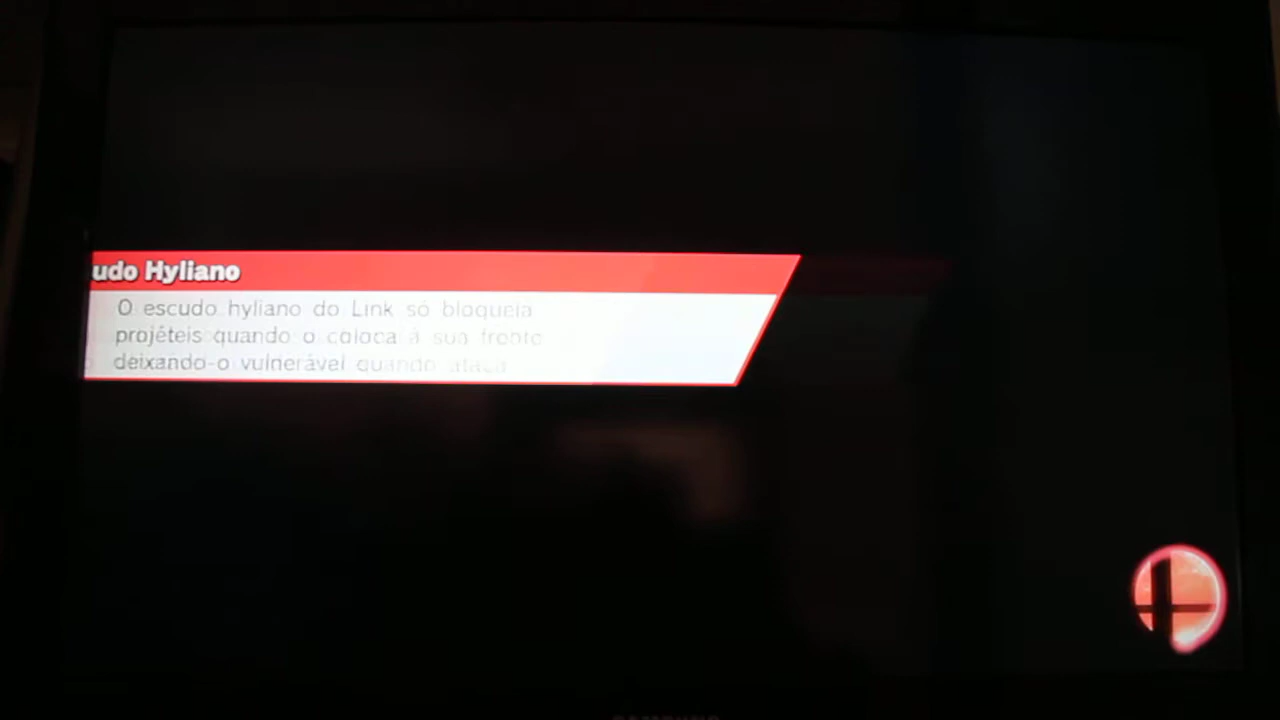 udo Hyliano
O escudo hyliano do Link só bloqueia
projéteis quando o coloca à sua frente
deixando-o vulnerável quando ataca